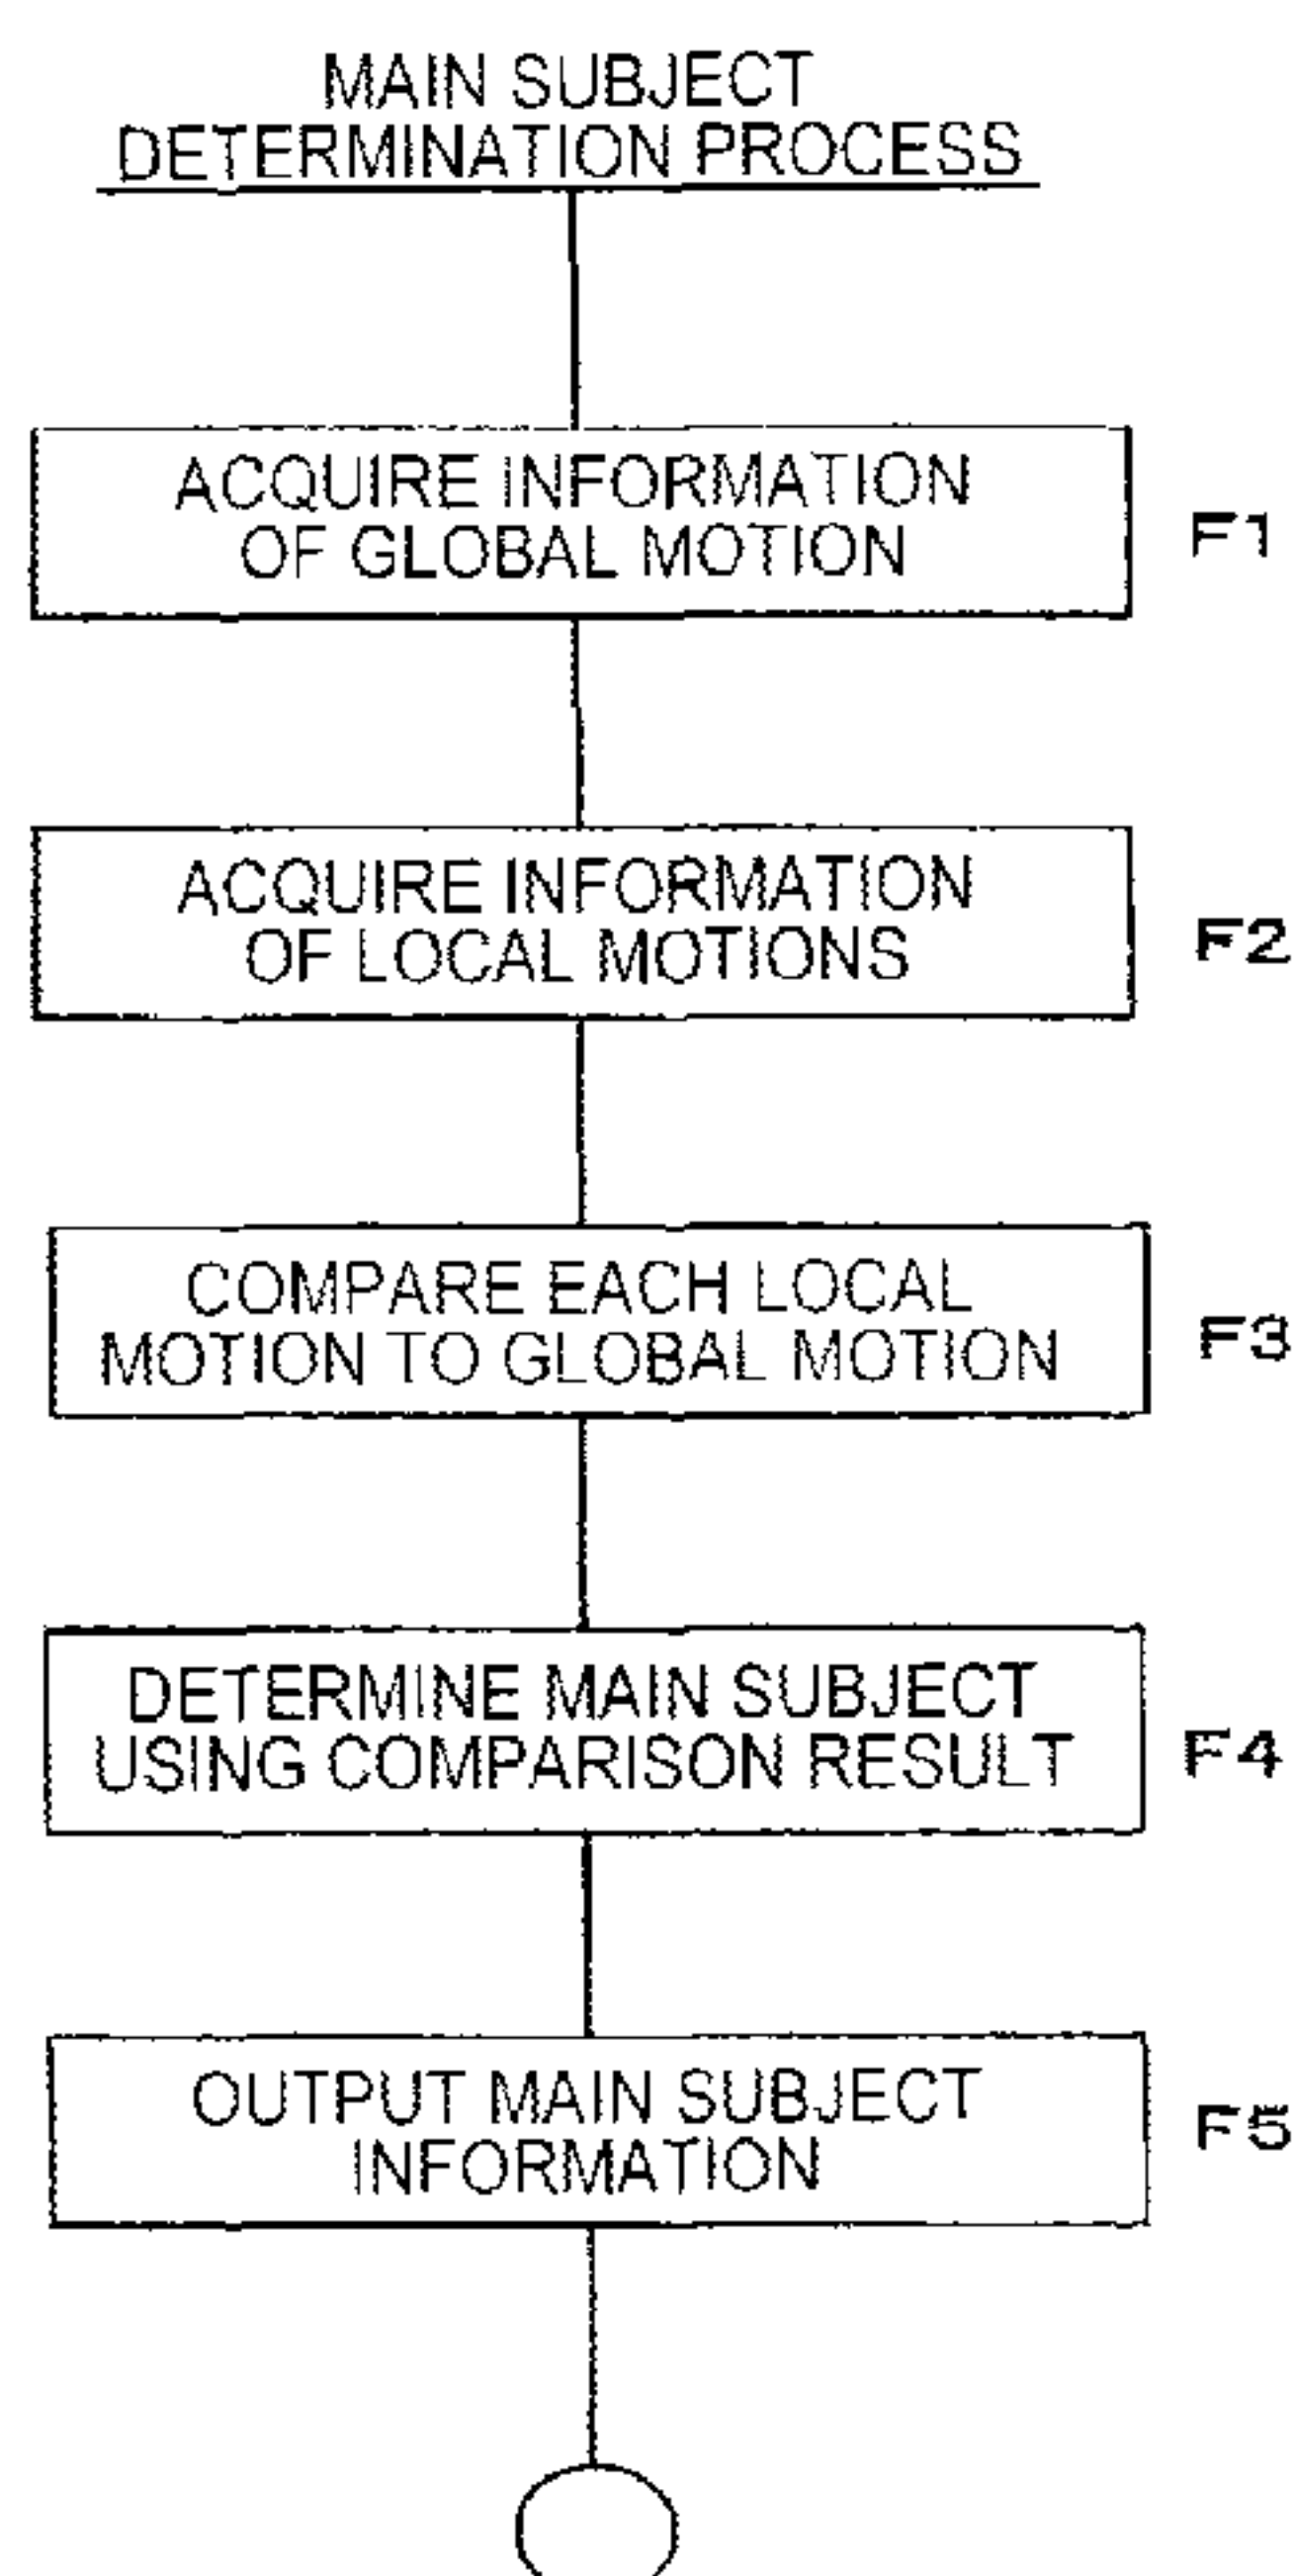 MAIN SUBJECT
DETERMINATION PROCESS
ACQUIRE INFORMATION
OF GLOBAL MOTION
F1
ACQUIRE INFORMATION
OF LOCAL MOTIONS
F2
COMPARE EACH LOCAL
MOTION TO GLOBAL MOTION
F3
DETERMINE MAIN SUBJECT
USING COMPARISON RESULT
F4
OUTPUT MAIN SUBJECT
INFORMATION
F5